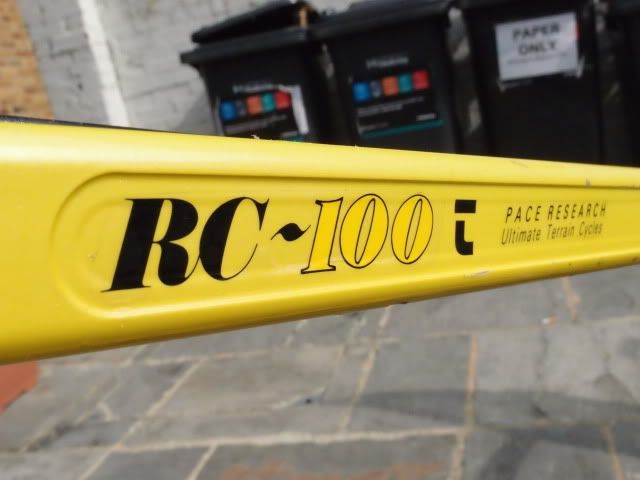 PAPER
ONLY
RC~100 t
PACE RESEARCH
Ultimate Terrain Cycles